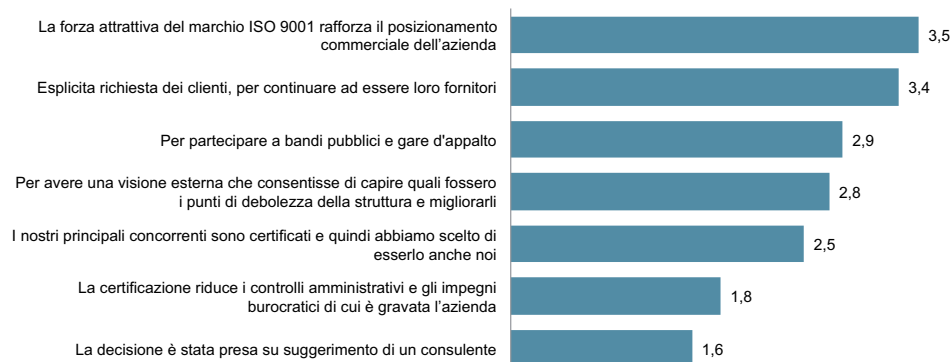 La forza attrattiva del marchio ISO 9001 rafforza il posizionamento
commerciale dell’azienda
3,5
Esplicita richiesta dei clienti, per continuare ad essere loro fornitori
3,4
Per partecipare a bandi pubblici e gare d'appalto
2,9
Per avere una visione esterna che consentisse di capire quali fossero
i punti di debolezza della struttura e migliorarli
2,8
I nostri principali concorrenti sono certificati e quindi abbiamo scelto di
esserlo anche noi
2,5
La certificazione riduce i controlli amministrativi e gli impegni
burocratici di cui è gravata l’azienda
1,8
La decisione è stata presa su suggerimento di un consulente
1,6